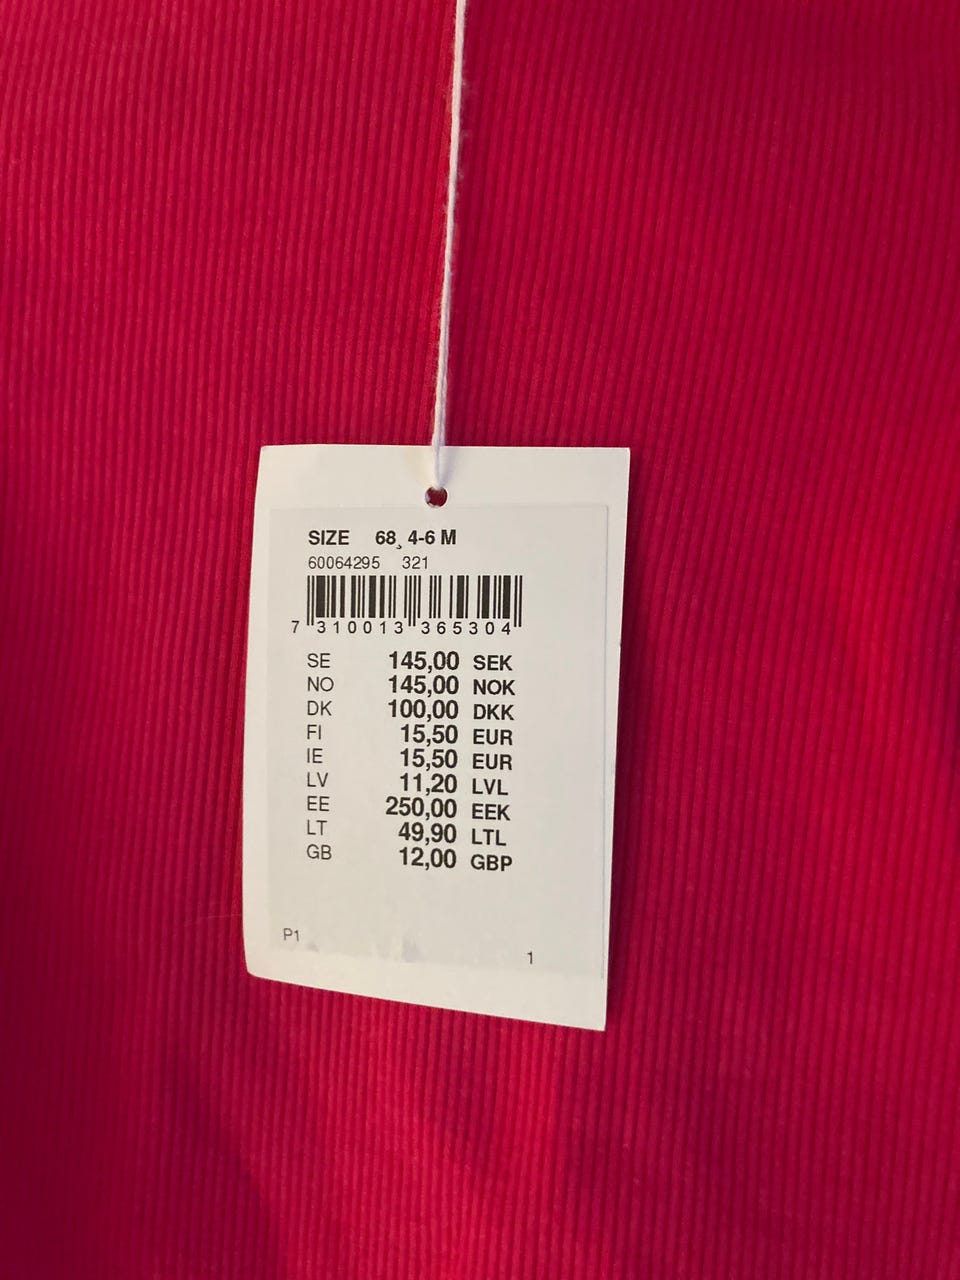 SIZE 68¸ 4-6 M
60064295 321
7 310013 365304
SE 145,00 SEK
NO 145,00 NOK
DK 100,00 DKK
FI 15,50 EUR
IE 15,50 EUR
LV 11,20 LVL
EE 250,00 EEK
LT 49,90 LTL
GB 12,00 GBP
P1
1